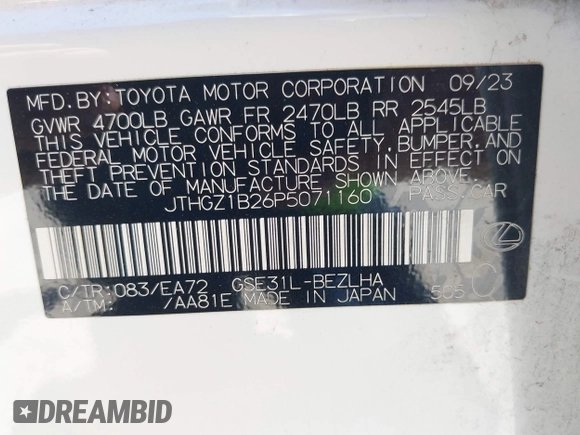 MFD.BY:TOYOTA MOTOR CORPORATION 09/23
GVWR 4700LB GAWR FR 2470LB RR 2545LB
THIS VEHICLE CONFORMS TO ALL APPLICABLE
FEDERAL MOTOR VEHICLE SAFETY,BUMPER,AND
THEFT PREVENTION STANDARDS IN EFFECT ON
THE DATE OF MANUFACTURE SHOWN ABOVE.
JTHGZ1B26P5071160 PASS.CAR
C/TR:083/EA72 GSE31L-BEZLHA
A/TM: /AA81E MADE IN JAPAN 505 C
DREAMBID